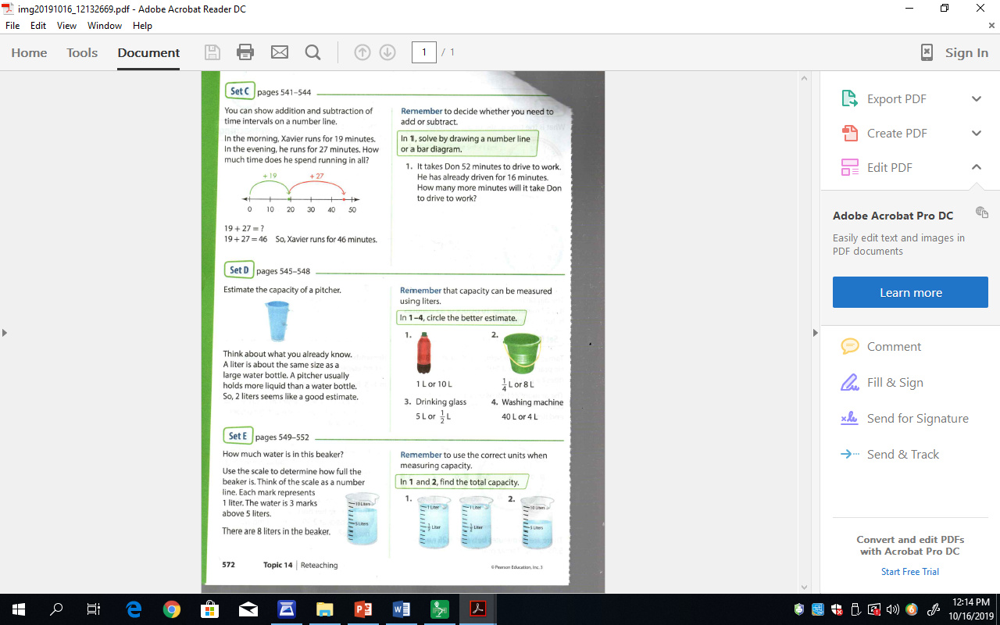 img20191016_12132669.pdf - Adobe Acrobat Reader DC
File Edit View Window Help
Home Tools Document 1 / 1 Sign In
Set C pages 541–544
You can show addition and subtraction of
time intervals on a number line.
In the morning, Xavier runs for 19 minutes.
In the evening, he runs for 27 minutes. How
much time does he spend running in all?
+ 19 + 27
0 10 20 30 40 50
19 + 27 = ?
19 + 27 = 46 So, Xavier runs for 46 minutes.
Remember to decide whether you need to
add or subtract.
In 1, solve by drawing a number line
or a bar diagram.
1. It takes Don 52 minutes to drive to work.
He has already driven for 16 minutes.
How many more minutes will it take Don
to drive to work?
Set D pages 545–548
Estimate the capacity of a pitcher.
Think about what you already know.
A liter is about the same size as a
large water bottle. A pitcher usually
holds more liquid than a water bottle.
So, 2 liters seems like a good estimate.
Remember that capacity can be measured
using liters.
In 1–4, circle the better estimate.
1. 2.
1 L or 10 L 1/4 L or 8 L
3. Drinking glass 4. Washing machine
5 L or 1/2 L 40 L or 4 L
Set E pages 549–552
How much water is in this beaker?
Use the scale to determine how full the
beaker is. Think of the scale as a number
line. Each mark represents
1 liter. The water is 3 marks
above 5 liters.
There are 8 liters in the beaker.
10 Liters
5 Liters
Remember to use the correct units when
measuring capacity.
In 1 and 2, find the total capacity.
1. 2.
1 Liter 1 Liter 10 Liters
1/2 Liter 1/2 Liter 5 Liters
572 Topic 14 | Reteaching © Pearson Education, Inc. 3
Export PDF
Create PDF
Edit PDF
Adobe Acrobat Pro DC
Easily edit text and images in
PDF documents
Learn more
Comment
Fill & Sign
Send for Signature
Send & Track
Convert and edit PDFs
with Acrobat Pro DC
Start Free Trial
12:14 PM
10/16/2019